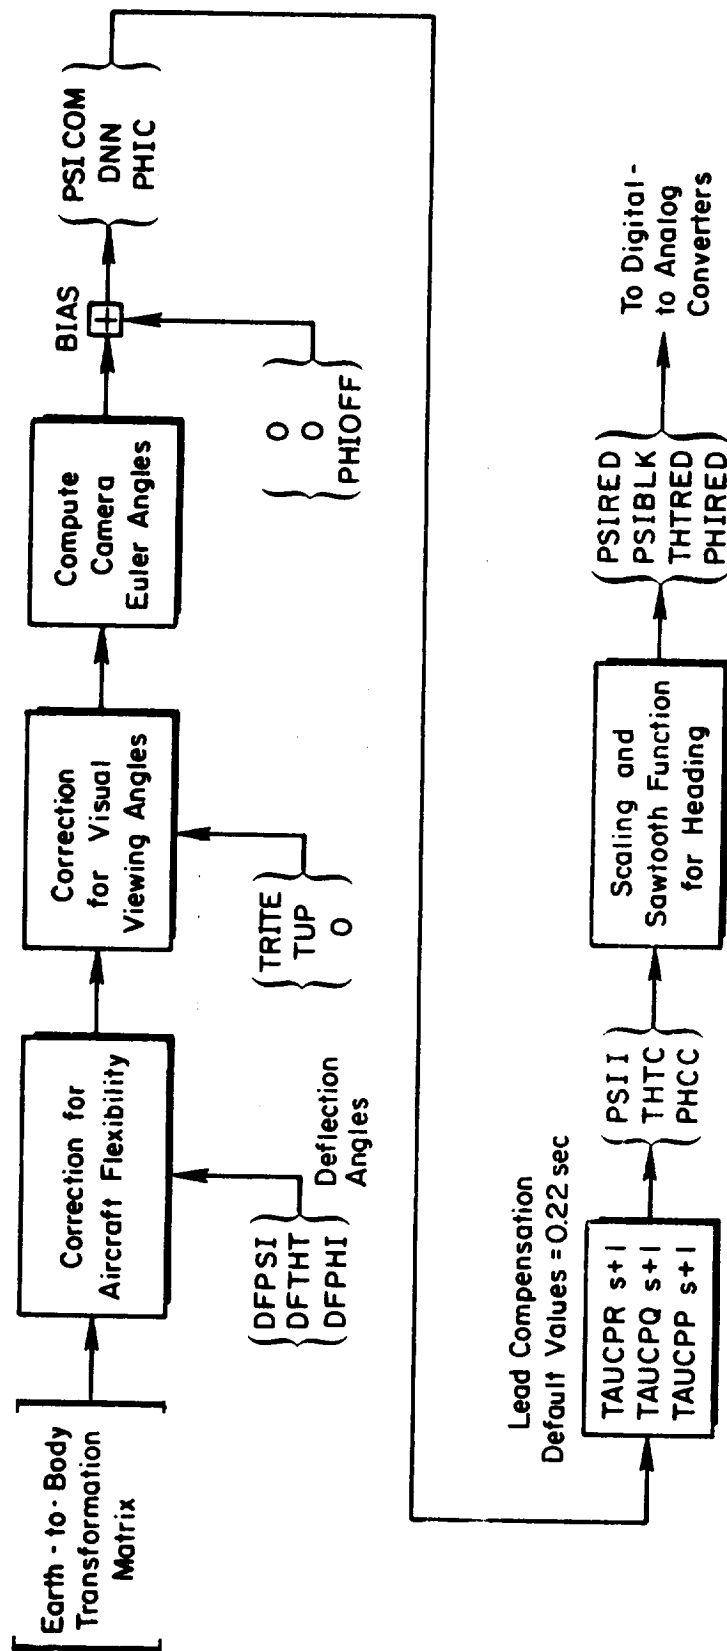 Earth - to - Body
Transformation
Matrix
Correction for
Aircraft Flexibility
DFPSI
DFTHT
DFPHI
Deflection
Angles
Correction
for Visual
Viewing Angles
TRITE
TUP
O
Compute
Camera
Euler Angles
BIAS
+
O
O
PHIOFF
PSICOM
DNN
PHIC
Lead Compensation
Default Values = 0.22 sec
TAUCPR s+1
TAUCPQ s+1
TAUCPP s+1
PSII
THTC
PHCC
Scaling and
Sawtooth Function
for Heading
PSIRED
PSIBLK
THTRED
PHIRED
To Digital -
to Analog
Converters